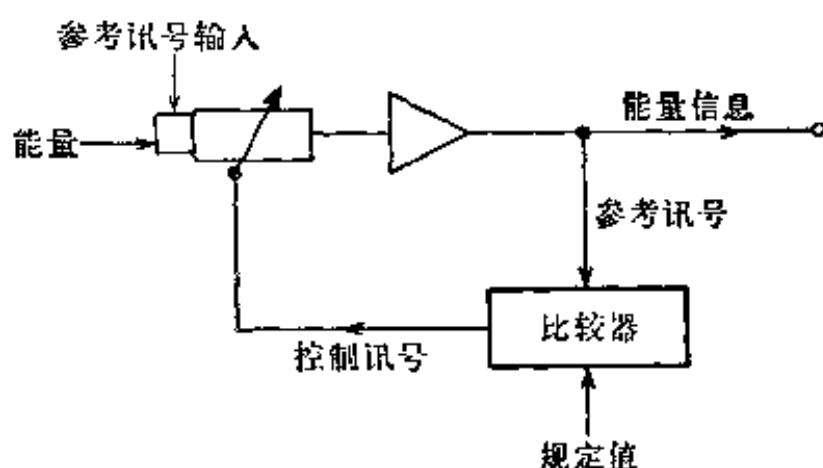 参考讯号输入
能量
能量信息
参考讯号
比较器
控制讯号
规定值